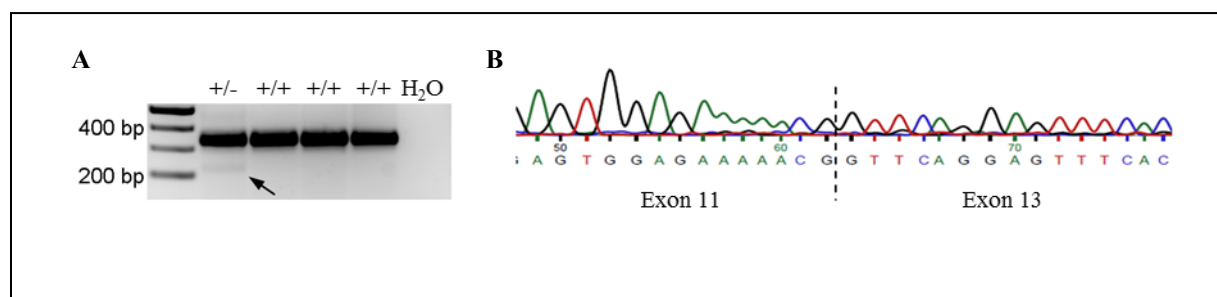 A
B
+/- +/+ +/+ +/+ H₂O
400 bp
200 bp
50 60 70
A G T G G A G A A A A A C G G T T C A G G A G T T T C A C
Exon 11 Exon 13